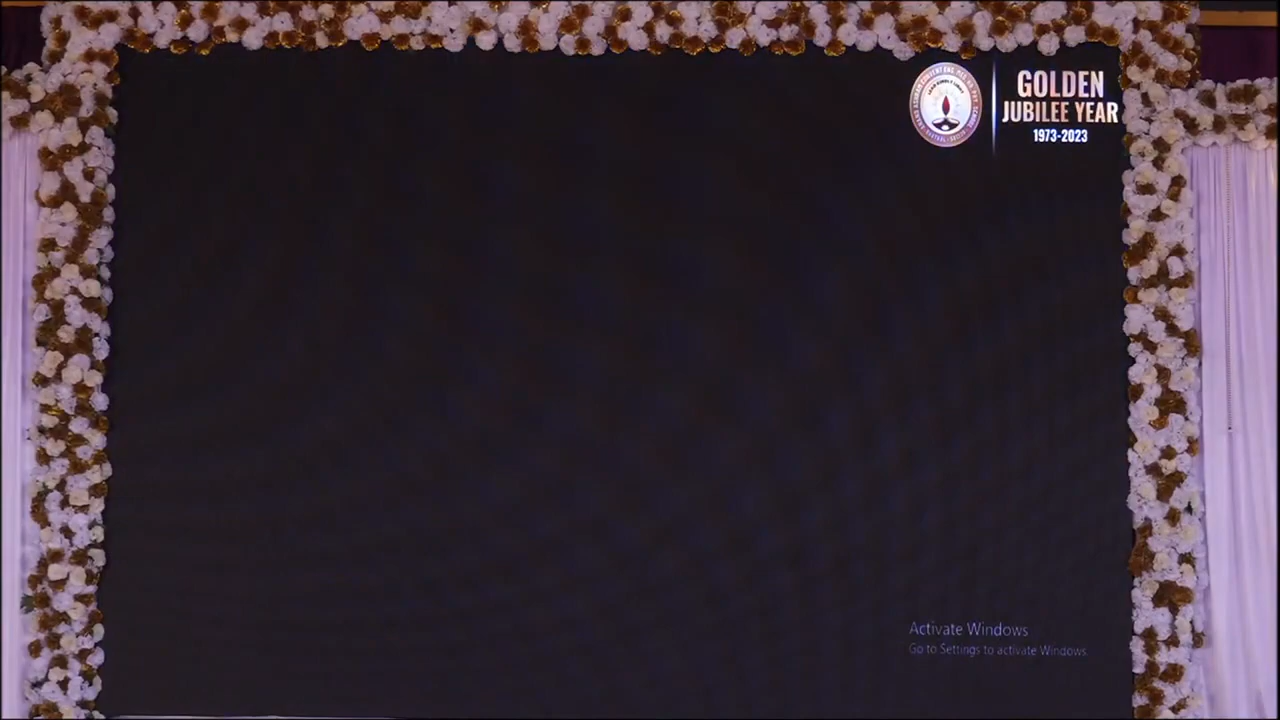 GOLDEN
JUBILEE YEAR
1973-2023
Activate Windows
Go to Settings to activate Windows.